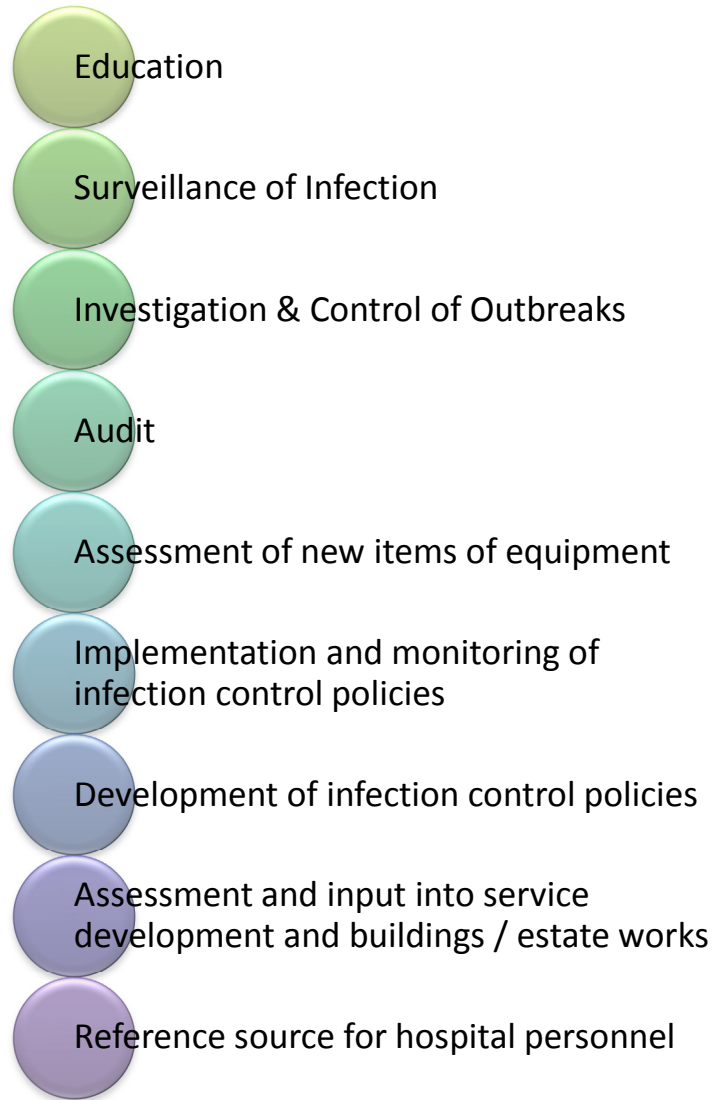 Education
Surveillance of Infection
Investigation & Control of Outbreaks
Audit
Assessment of new items of equipment
Implementation and monitoring of
infection control policies
Development of infection control policies
Assessment and input into service
development and buildings / estate works
Reference source for hospital personnel